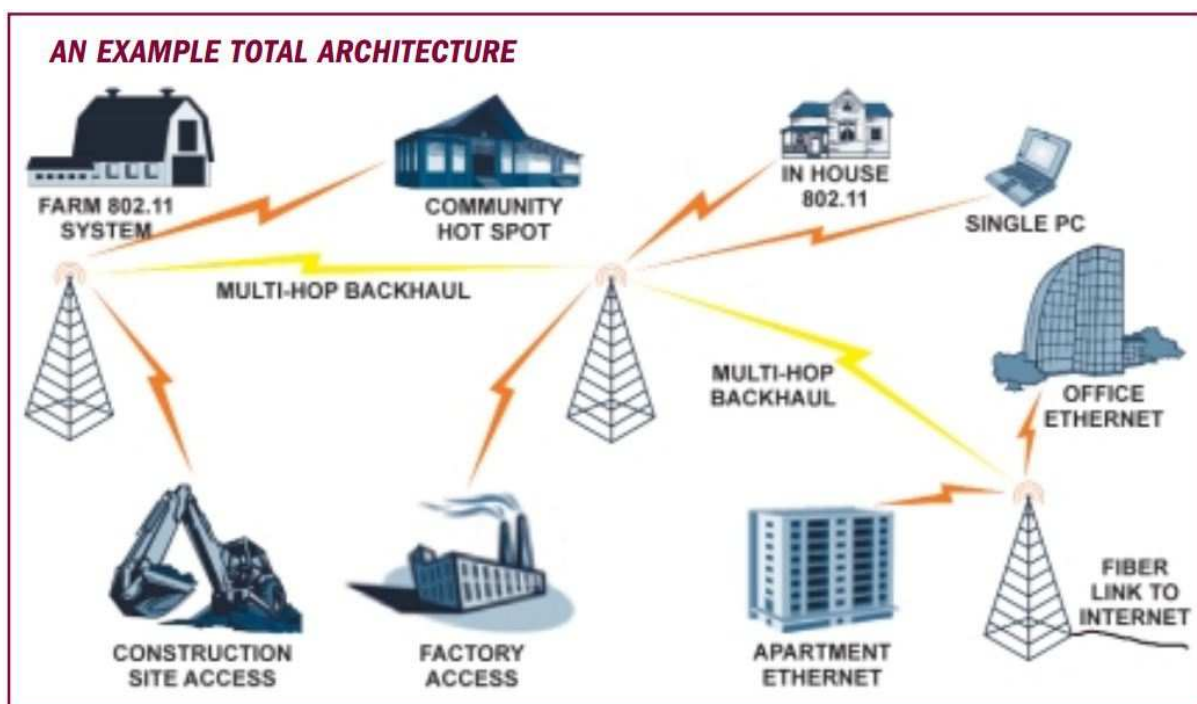 AN EXAMPLE TOTAL ARCHITECTURE
FARM 802.11
SYSTEM
COMMUNITY
HOT SPOT
IN HOUSE
802.11
SINGLE PC
MULTI-HOP BACKHAUL
MULTI-HOP
BACKHAUL
OFFICE
ETHERNET
CONSTRUCTION
SITE ACCESS
FACTORY
ACCESS
APARTMENT
ETHERNET
FIBER
LINK TO
INTERNET